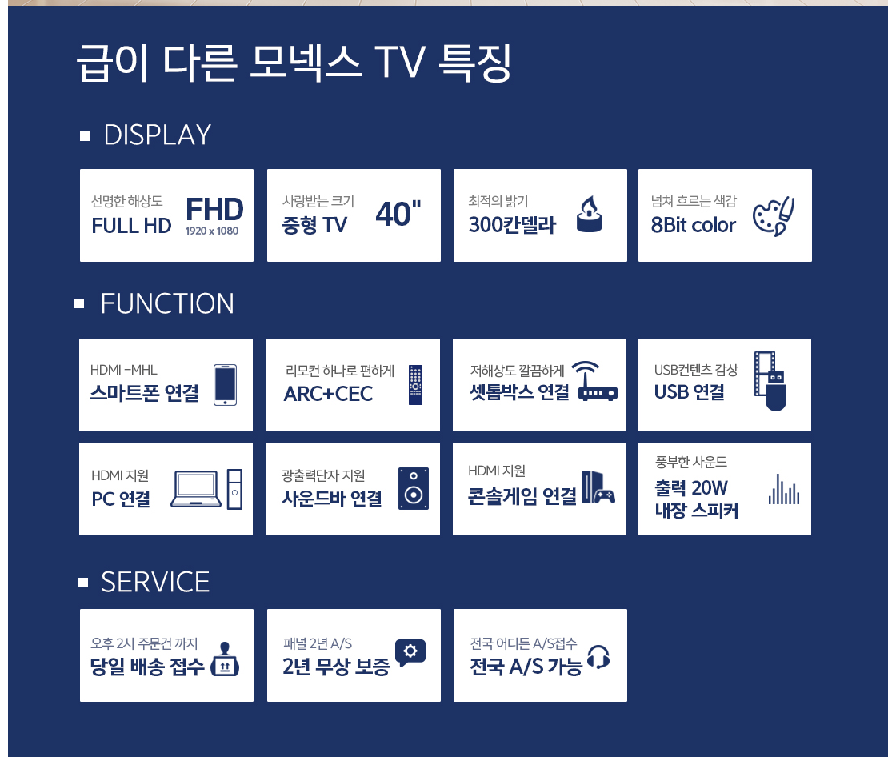 급이 다른 모넥스 TV 특징
DISPLAY
선명한 해상도
FULL HD
FHD
1920 x 1080
사랑받는 크기
중형 TV
40"
최적의 밝기
300칸델라
넘쳐 흐르는 색감
8Bit color
FUNCTION
HDMI -MHL
스마트폰 연결
리모컨 하나로 편하게
ARC+CEC
저해상도 깔끔하게
셋톱박스 연결
USB컨텐츠 감상
USB 연결
HDMI 지원
PC 연결
광출력단자 지원
사운드바 연결
HDMI 지원
콘솔게임 연결
풍부한 사운드
출력 20W
내장 스피커
SERVICE
오후 2시 주문건 까지
당일 배송 접수
패널 2년 A/S
2년 무상 보증
전국 어디든 A/S접수
전국 A/S 가능